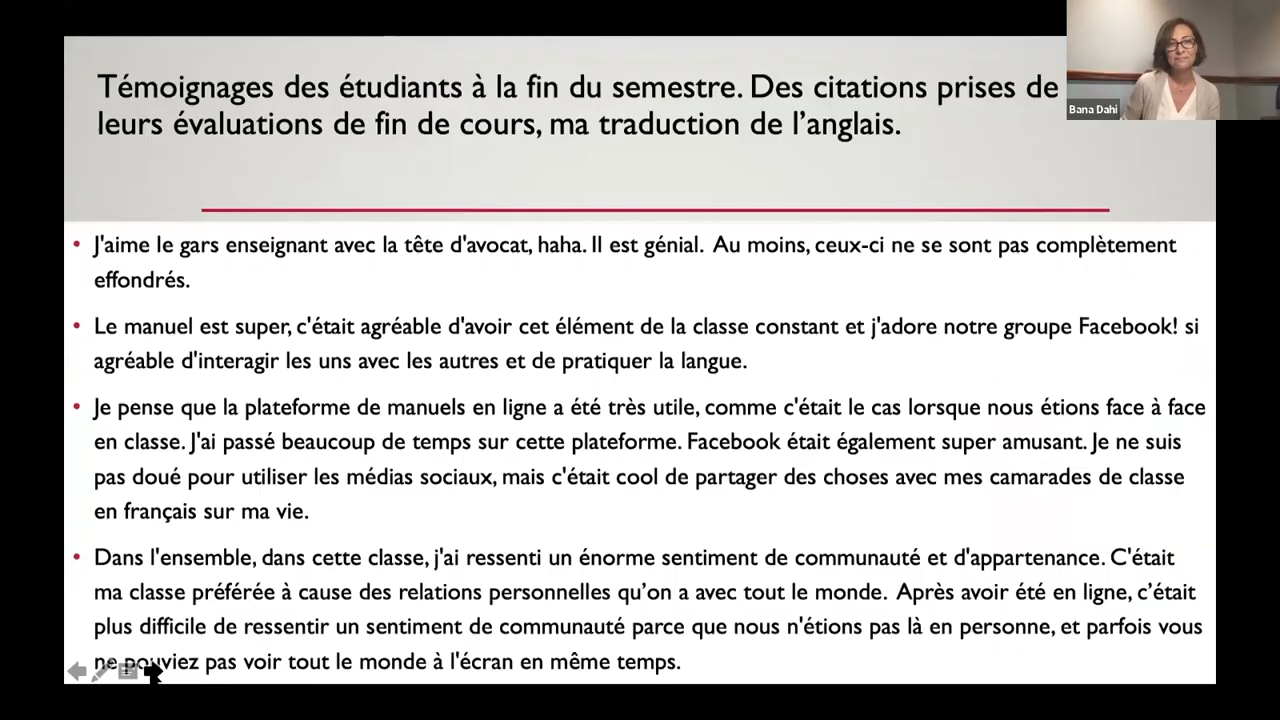 Témoignages des étudiants à la fin du semestre. Des citations prises de
leurs évaluations de fin de cours, ma traduction de l’anglais.
Bana Dahi
• J'aime le gars enseignant avec la tête d'avocat, haha. Il est génial. Au moins, ceux-ci ne se sont pas complètement
effondrés.
• Le manuel est super, c'était agréable d'avoir cet élément de la classe constant et j'adore notre groupe Facebook! si
agréable d'interagir les uns avec les autres et de pratiquer la langue.
• Je pense que la plateforme de manuels en ligne a été très utile, comme c'était le cas lorsque nous étions face à face
en classe. J'ai passé beaucoup de temps sur cette plateforme. Facebook était également super amusant. Je ne suis
pas doué pour utiliser les médias sociaux, mais c'était cool de partager des choses avec mes camarades de classe
en français sur ma vie.
• Dans l'ensemble, dans cette classe, j'ai ressenti un énorme sentiment de communauté et d'appartenance. C'était
ma classe préférée à cause des relations personnelles qu’on a avec tout le monde. Après avoir été en ligne, c’était
plus difficile de ressentir un sentiment de communauté parce que nous n'étions pas là en personne, et parfois vous
ne pouviez pas voir tout le monde à l'écran en même temps.